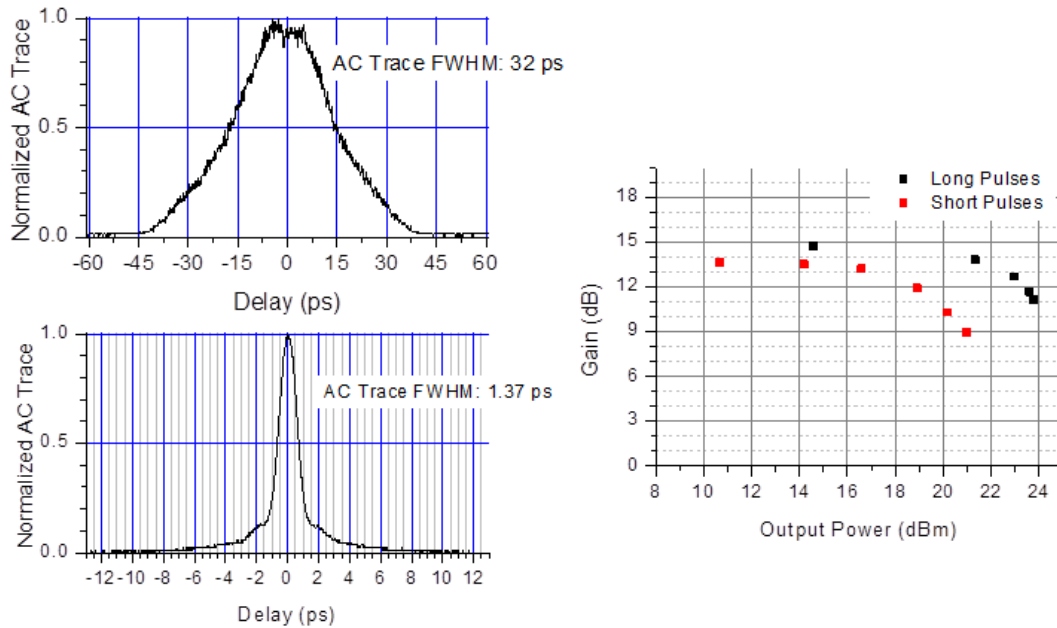 Normalized AC Trace
1.0
0.5
0.0
AC Trace FWHM: 32 ps
-60 -45 -30 -15 0 15 30 45 60
Delay (ps)
Normalized AC Trace
1.0
0.5
0.0
AC Trace FWHM: 1.37 ps
-12 -10 -8 -6 -4 -2 0 2 4 6 8 10 12
Delay (ps)
Gain (dB)
18
15
12
9
6
3
0
Long Pulses
Short Pulses
8 10 12 14 16 18 20 22 24
Output Power (dBm)